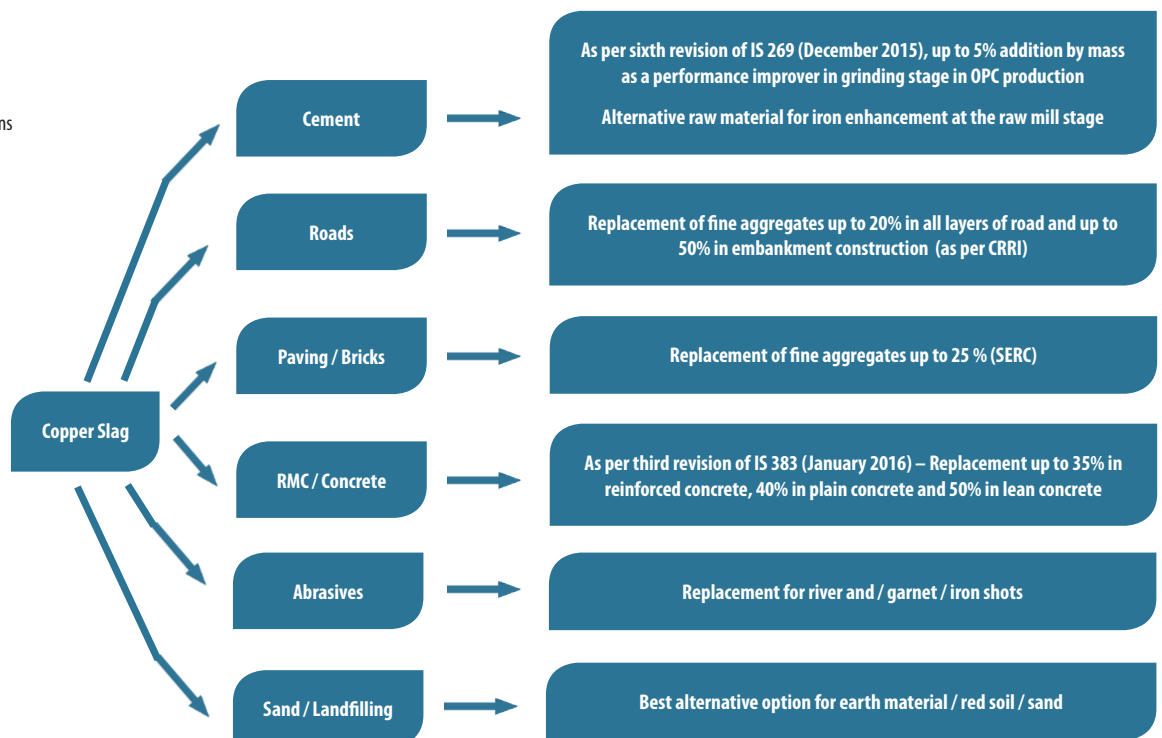 ns
Copper Slag
Cement
As per sixth revision of IS 269 (December 2015), up to 5% addition by mass
as a performance improver in grinding stage in OPC production
Alternative raw material for iron enhancement at the raw mill stage
Roads
Replacement of fine aggregates up to 20% in all layers of road and up to
50% in embankment construction (as per CRRI)
Paving / Bricks
Replacement of fine aggregates up to 25 % (SERC)
RMC / Concrete
As per third revision of IS 383 (January 2016) – Replacement up to 35% in
reinforced concrete, 40% in plain concrete and 50% in lean concrete
Abrasives
Replacement for river and / garnet / iron shots
Sand / Landfilling
Best alternative option for earth material / red soil / sand